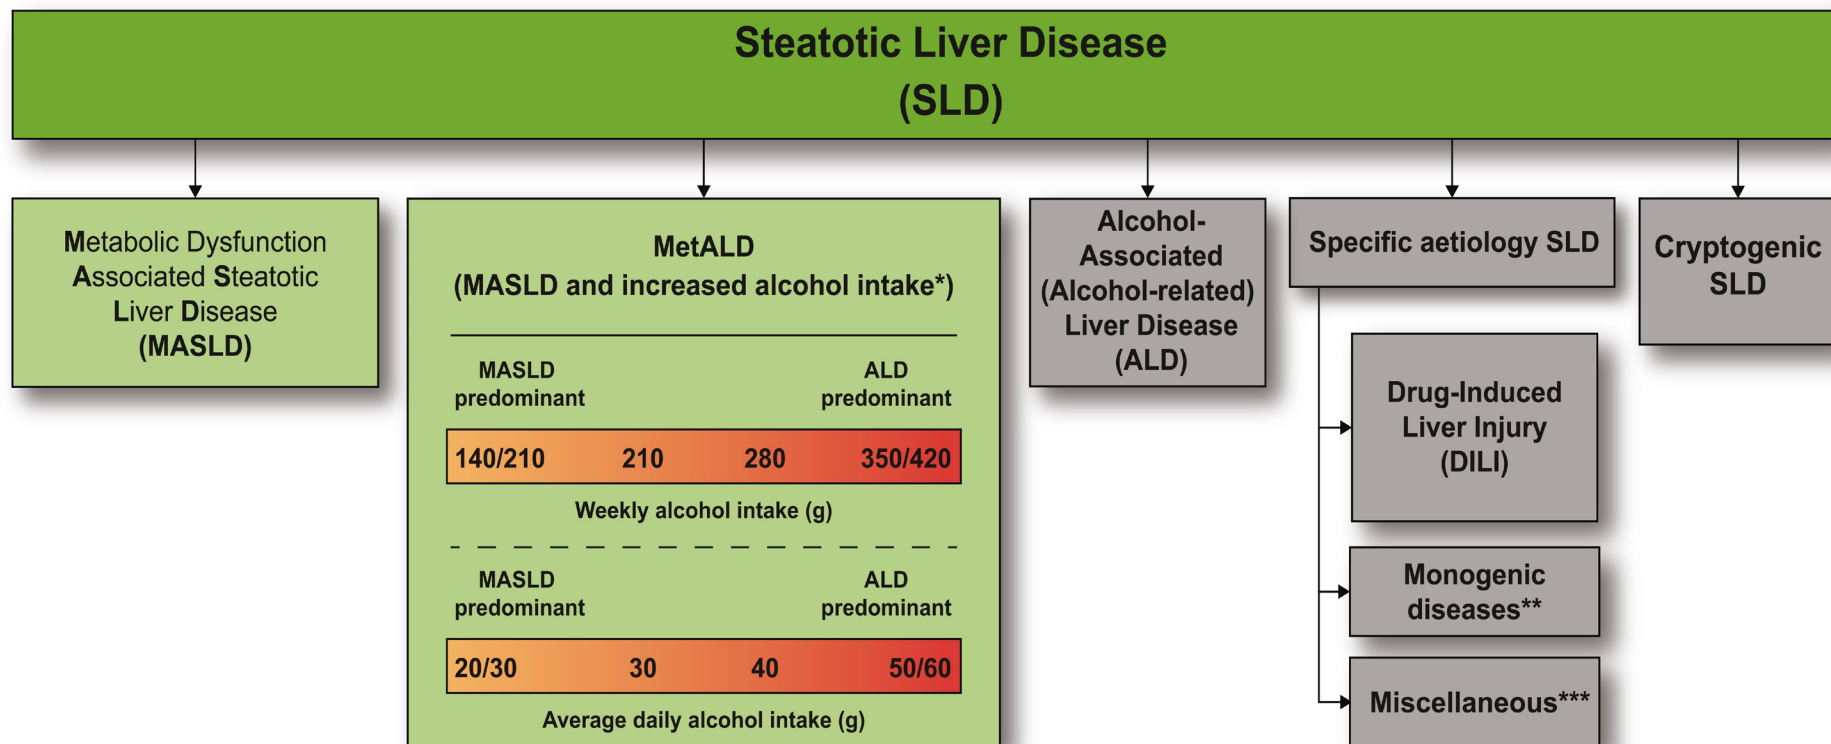 Steatotic Liver Disease
(SLD)
Metabolic Dysfunction
Associated Steatotic
Liver Disease
(MASLD)
MetALD
(MASLD and increased alcohol intake*)
MASLD
predominant
ALD
predominant
140/210 210 280 350/420
Weekly alcohol intake (g)
MASLD
predominant
ALD
predominant
20/30 30 40 50/60
Average daily alcohol intake (g)
Alcohol-
Associated
(Alcohol-related)
Liver Disease
(ALD)
Specific aetiology SLD
Drug-Induced
Liver Injury
(DILI)
Monogenic
diseases**
Miscellaneous***
Cryptogenic
SLD